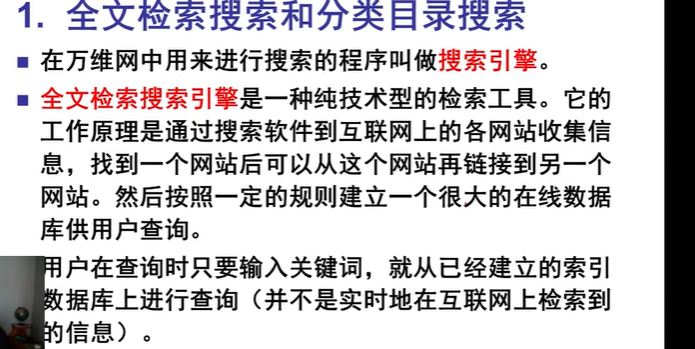 1. 全文检索搜索和分类目录搜索
■ 在万维网中用来进行搜索的程序叫做搜索引擎。
■ 全文检索搜索引擎是一种纯技术型的检索工具。它的
工作原理是通过搜索软件到互联网上的各网站收集信
息，找到一个网站后可以从这个网站再链接到另一个
网站。然后按照一定的规则建立一个很大的在线数据
库供用户查询。
用户在查询时只要输入关键词，就从已经建立的索引
数据库上进行查询（并不是实时地在互联网上检索到
的信息）。